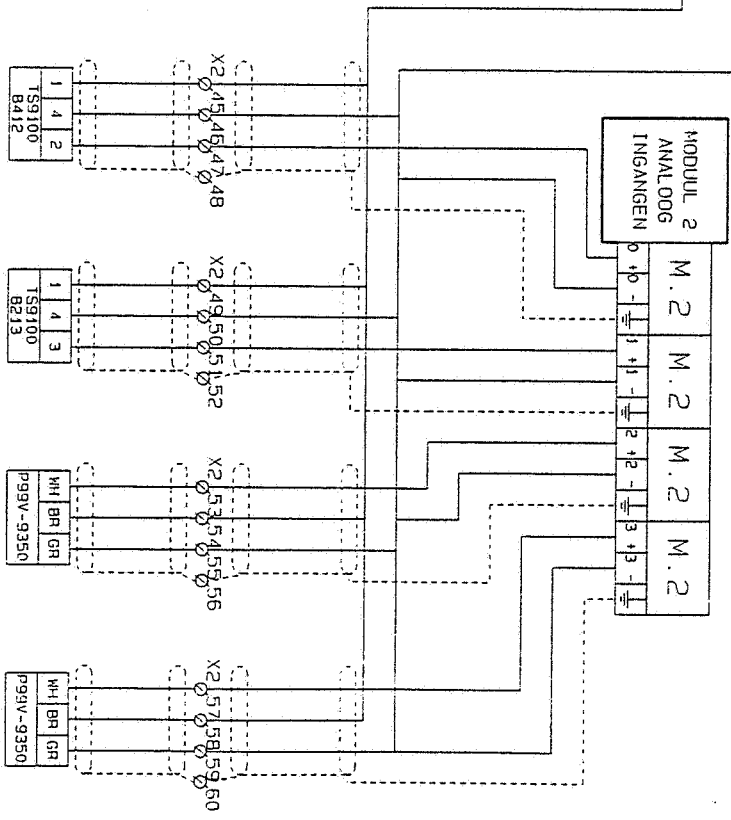 MODUUL 2
ANALOOG
INGANGEN
M.2
M.2
M.2
M.2
0 +
0 -
1 +
1 -
2 +
2 -
3 +
3 -
X2
45
46
47
48
1
4
2
TS9100
B412
X2
49
50
51
52
1
4
3
TS9100
B213
X2
53
54
55
56
WH
BR
GR
P99V-9350
X2
57
58
59
60
WH
BR
GR
P99V-9350